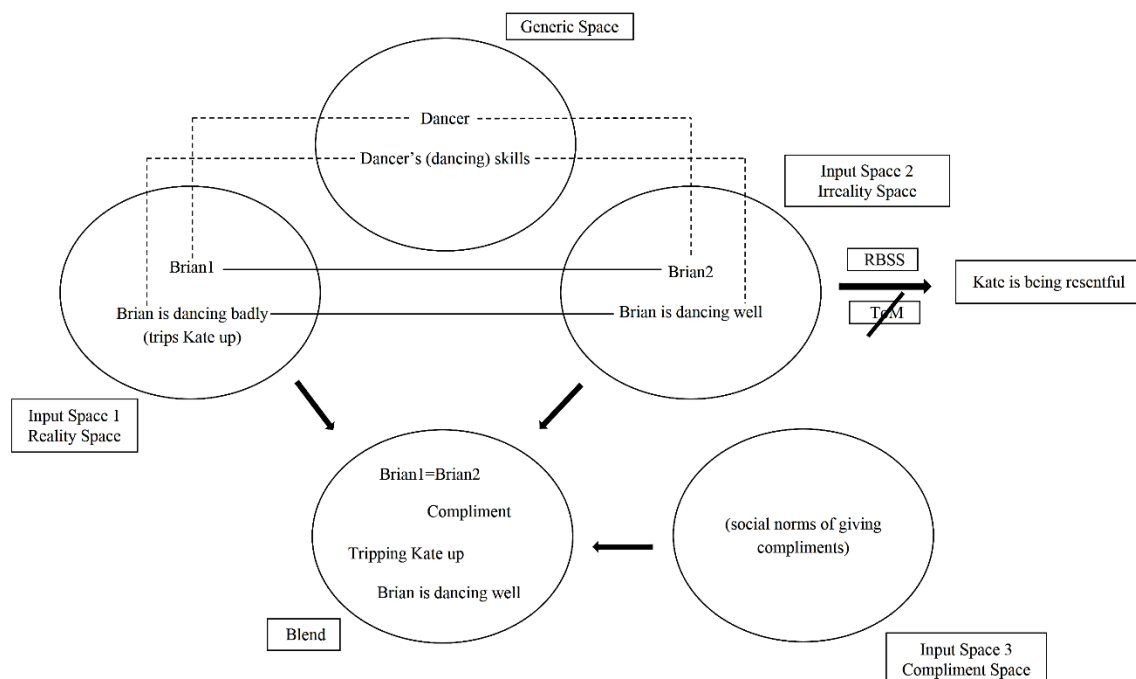 Generic Space
Dancer
Dancer's (dancing) skills
Input Space 2
Irreality Space
Brian1
Brian2
RBSS
Kate is being resentful
Brian is dancing badly
(trips Kate up)
Brian is dancing well
ToM
Input Space 1
Reality Space
Brian1=Brian2
Compliment
Tripping Kate up
Brian is dancing well
(social norms of giving
compliments)
Blend
Input Space 3
Compliment Space